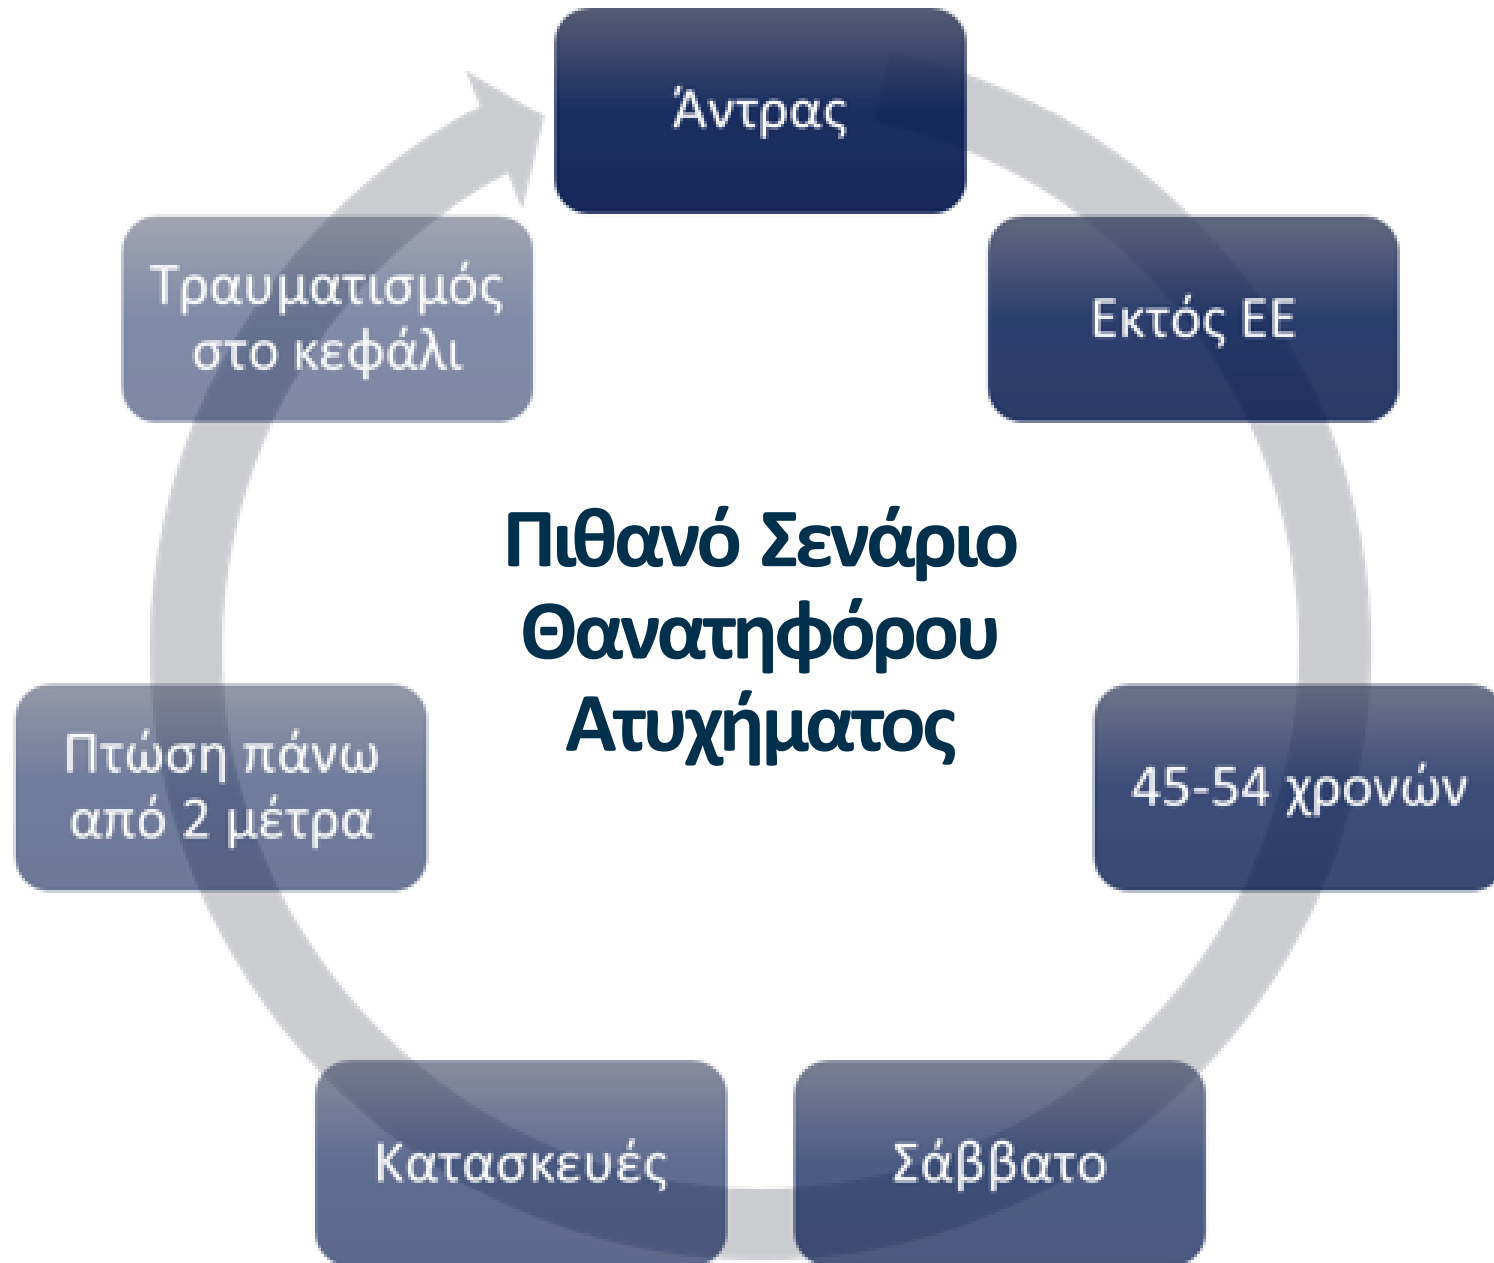 Άντρας
Εκτός ΕΕ
45-54 χρονών
Σάββατο
Κατασκευές
Πτώση πάνω
από 2 μέτρα
Τραυματισμός
στο κεφάλι
Πιθανό Σενάριο
Θανατηφόρου
Ατυχήματος